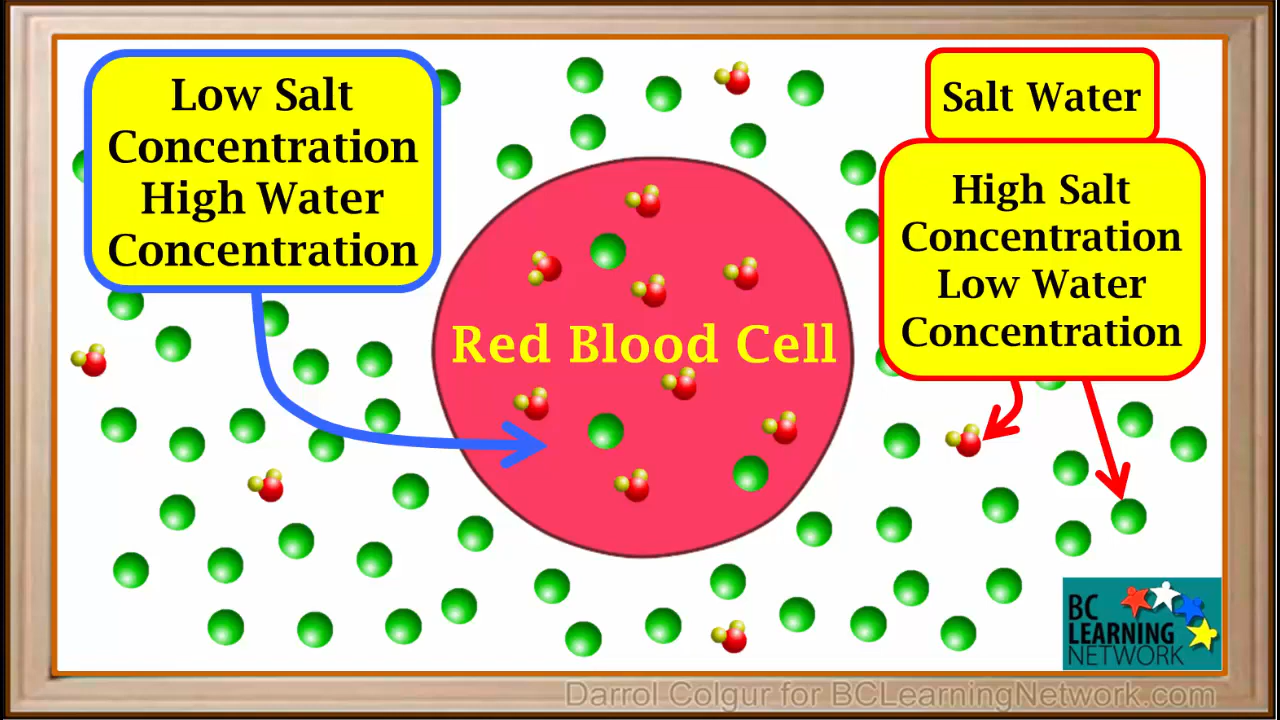 Low Salt
Concentration
High Water
Concentration
Salt Water
High Salt
Concentration
Low Water
Concentration
Red Blood Cell
BC
LEARNING
NETWORK
Darrol Colgur for BCLearningNetwork.com